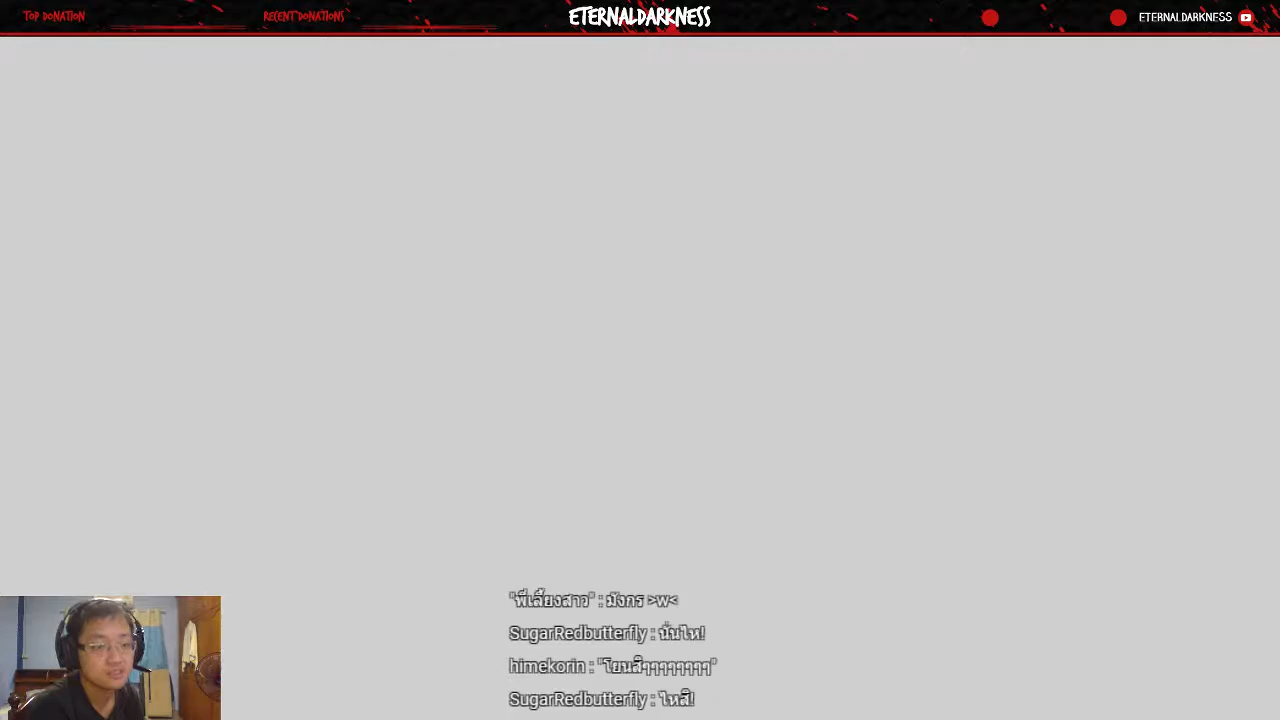 TOP DONATION
RECENT DONATIONS
ETERNALDARKNESS
ETERNALDARKNESS
"พี่เลี้ยงสาว" : มังกร >w<
SugarRedbutterfly : นั่นไห!
himekorin : "โยนสิๆๆๆๆๆๆๆๆ"
SugarRedbutterfly : ไหสิ!